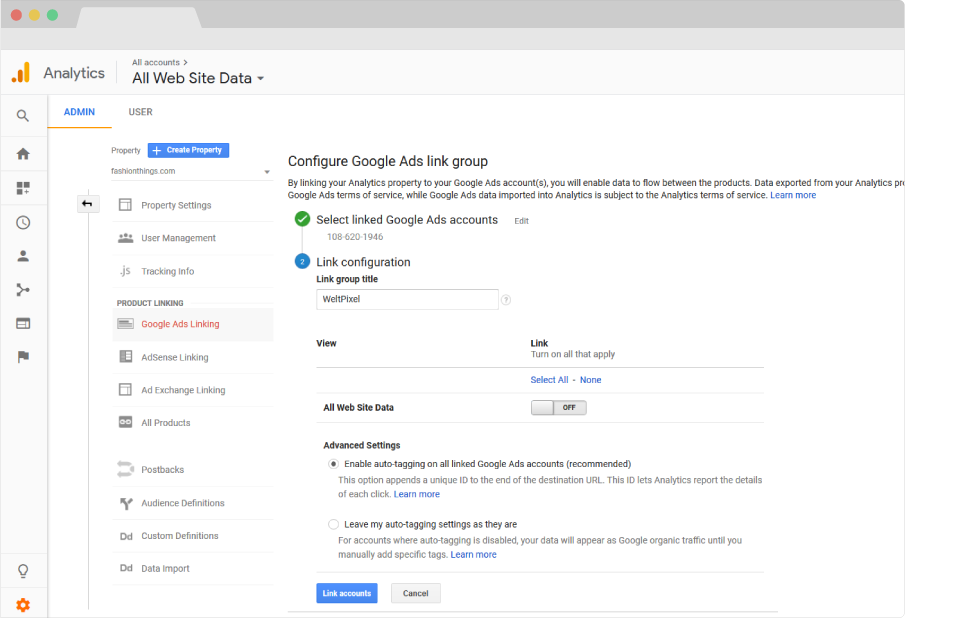 Analytics
All accounts >
All Web Site Data
ADMIN
USER
Property
+ Create Property
fashionthings.com
Property Settings
User Management
.js Tracking Info
PRODUCT LINKING
Google Ads Linking
AdSense Linking
Ad Exchange Linking
All Products
Postbacks
Audience Definitions
Dd Custom Definitions
Dd Data Import
Configure Google Ads link group
By linking your Analytics property to your Google Ads account(s), you will enable data to flow between the products. Data exported from your Analytics pro
Google Ads terms of service, while Google Ads data imported into Analytics is subject to the Analytics terms of service. Learn more
Select linked Google Ads accounts Edit
108-620-1946
2 Link configuration
Link group title
WeltPixel
?
View
Link
Turn on all that apply
Select All - None
All Web Site Data
OFF
Advanced Settings
Enable auto-tagging on all linked Google Ads accounts (recommended)
This option appends a unique ID to the end of the destination URL. This ID lets Analytics report the details
of each click. Learn more
Leave my auto-tagging settings as they are
For accounts where auto-tagging is disabled, your data will appear as Google organic traffic until you
manually add specific tags. Learn more
Link accounts
Cancel